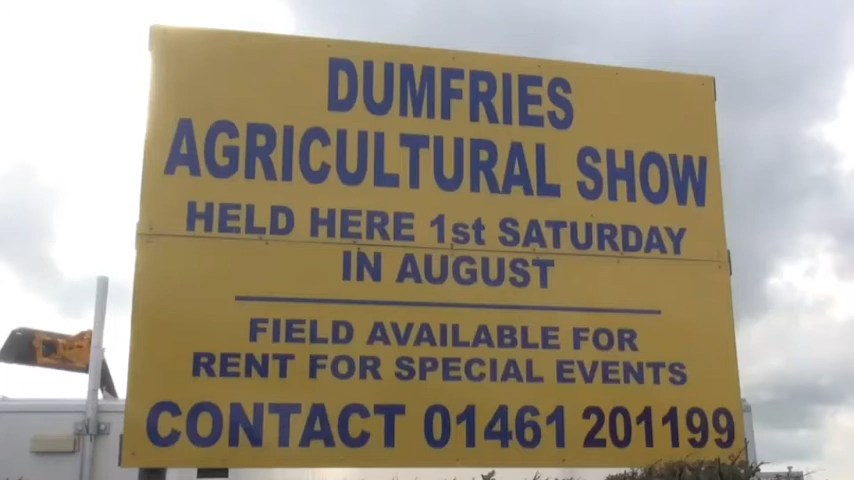 DUMFRIES
AGRICULTURAL SHOW
HELD HERE 1st SATURDAY
IN AUGUST
FIELD AVAILABLE FOR
RENT FOR SPECIAL EVENTS
CONTACT 01461 201199